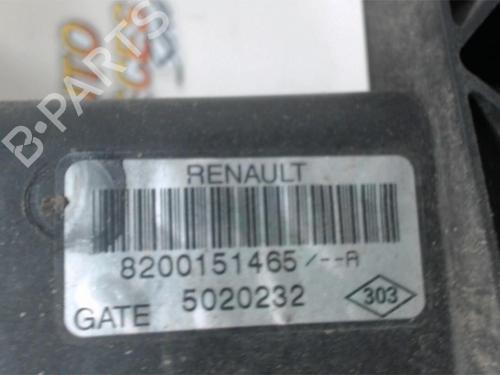 B-PARTS
RENAULT
8200151465/--A
GATE 5020232
303